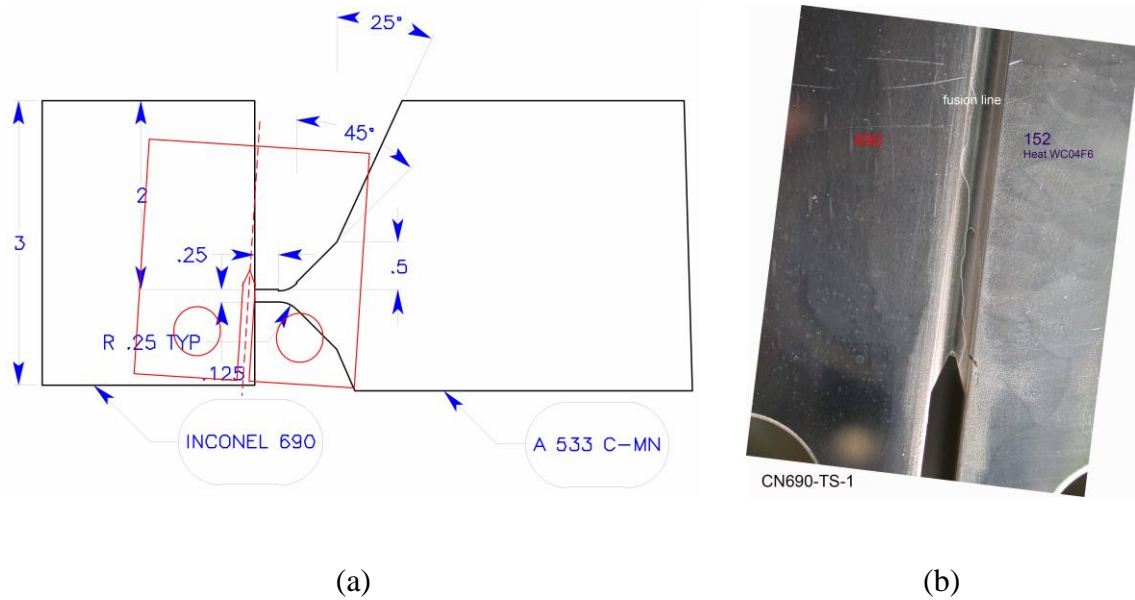 25°
45°
2
3
.25
.5
R .25 TYP
.125
INCONEL 690
A 533 C-MN
fusion line
690
152
Heat WC04F6
CN690-TS-1
(a)
(b)